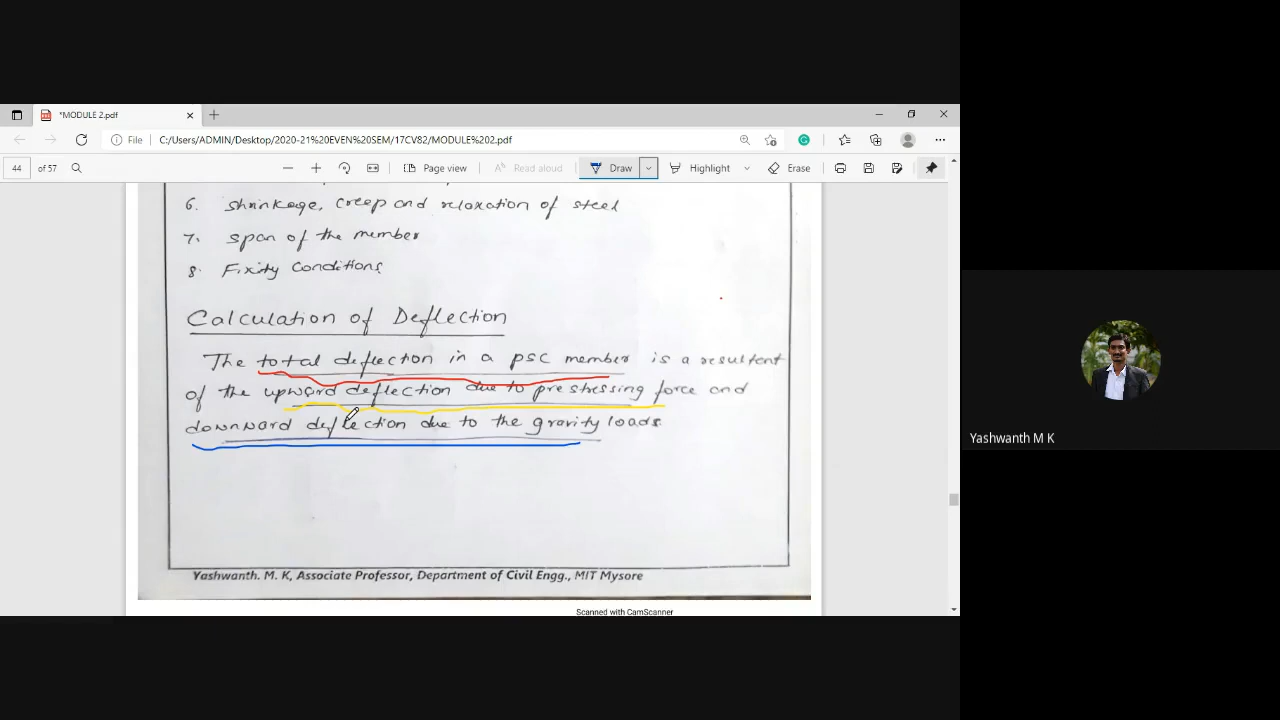 *MODULE 2.pdf
File C:/Users/ADMIN/Desktop/2020-21%20EVEN%20SEM/17CV82/MODULE%202.pdf
44 of 57 Page view Read aloud Draw Highlight Erase
6. Shrinkage, creep and relaxation of steel
7. span of the member
8. Fixity Conditions
Calculation of Deflection
The total deflection in a psc member is a resultent
of the upward deflection due to prestressing force and
downward deflection due to the gravity loads.
Yashwanth. M. K, Associate Professor, Department of Civil Engg., MIT Mysore
Scanned with CamScanner
Yashwanth M K